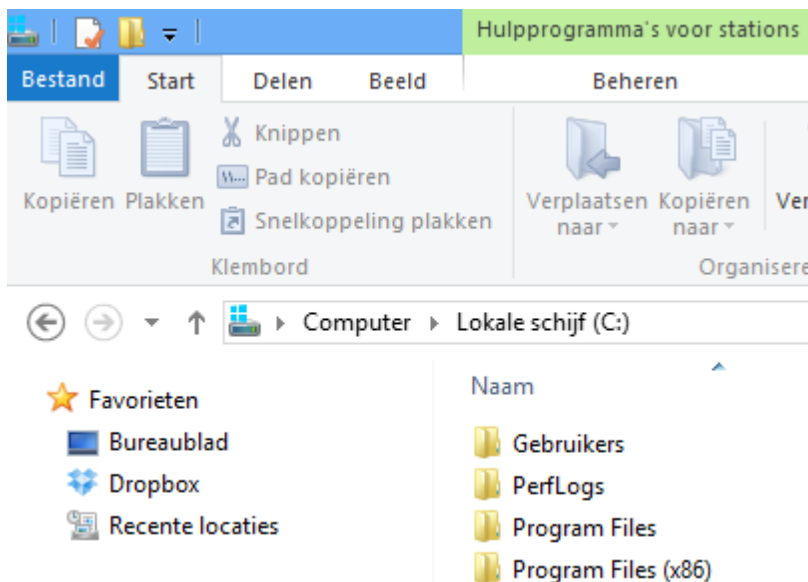 Hulpprogramma's voor stations
Bestand Start Delen Beeld Beheren
Knippen
Pad kopiëren
Kopiëren Plakken
Snelkoppeling plakken
Verplaatsen naar
Kopiëren naar
Klembord
Computer Lokale schijf (C:)
Favorieten
Bureaublad
Dropbox
Recente locaties
Naam
Gebruikers
PerfLogs
Program Files
Program Files (x86)